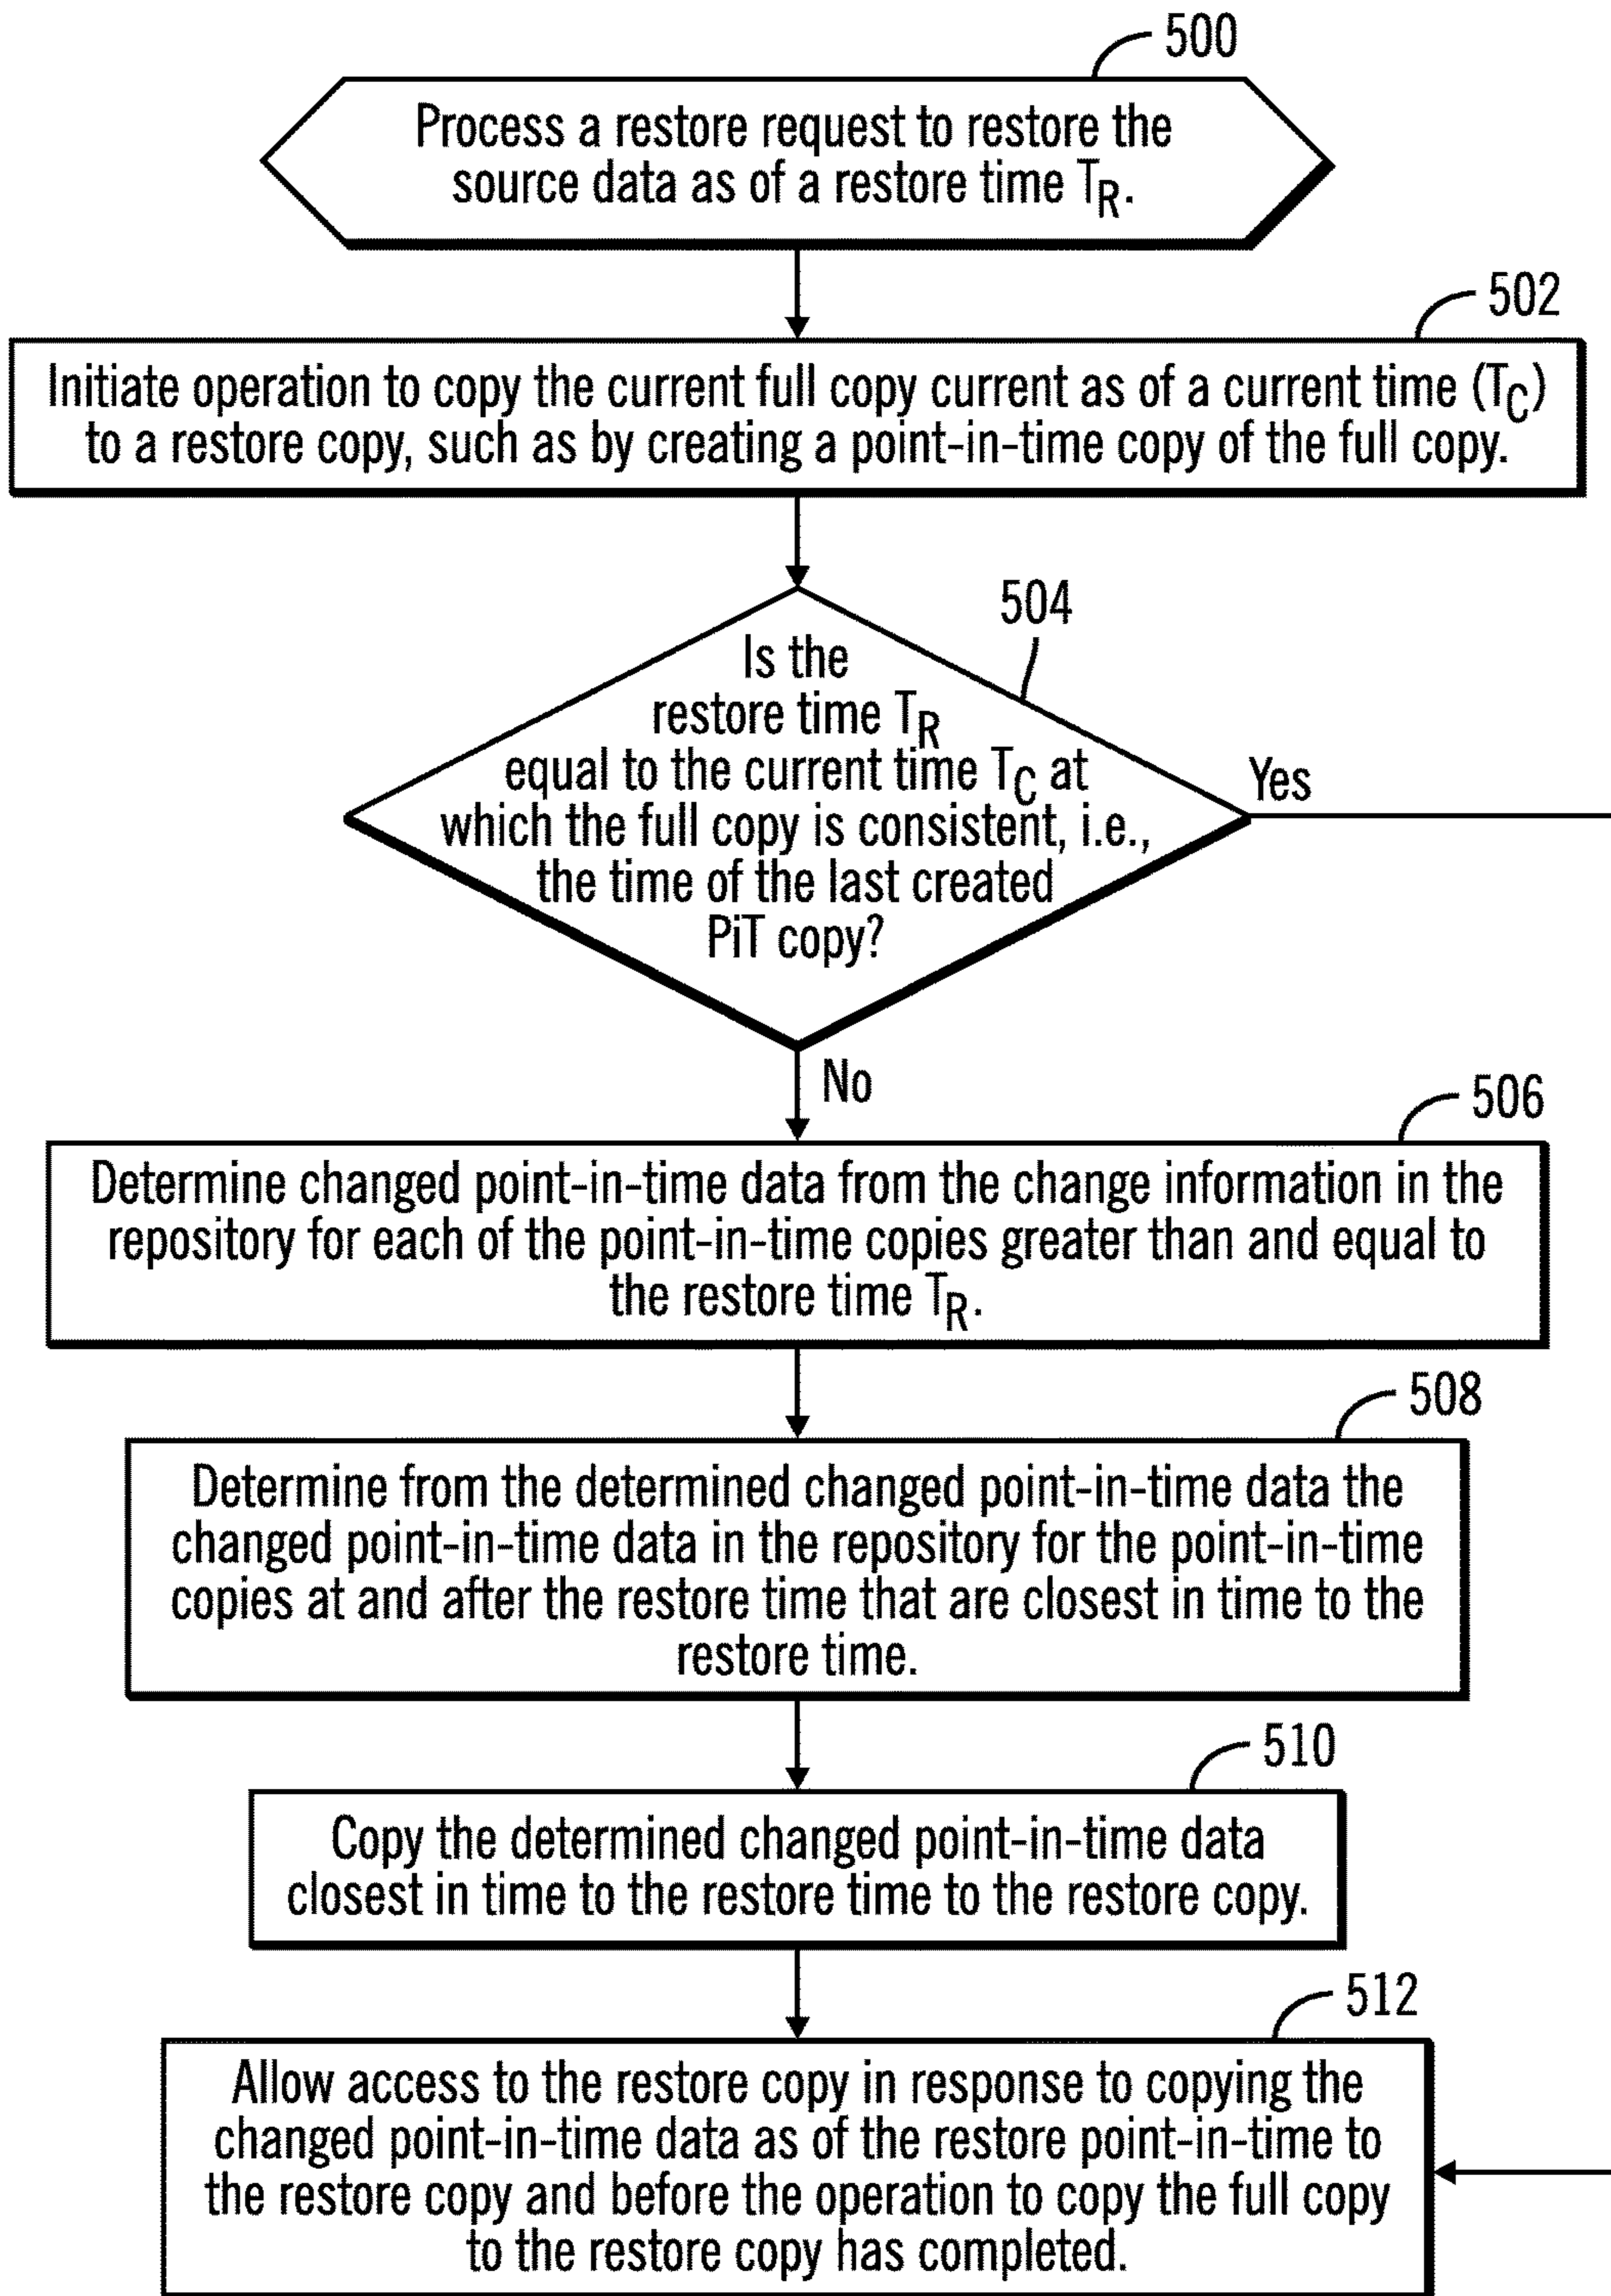 500
Process a restore request to restore the
source data as of a restore time TR.
502
Initiate operation to copy the current full copy current as of a current time (TC)
to a restore copy, such as by creating a point-in-time copy of the full copy.
504
Is the
restore time TR
equal to the current time TC at
which the full copy is consistent, i.e.,
the time of the last created
PiT copy?
Yes
No
506
Determine changed point-in-time data from the change information in the
repository for each of the point-in-time copies greater than and equal to
the restore time TR.
508
Determine from the determined changed point-in-time data the
changed point-in-time data in the repository for the point-in-time
copies at and after the restore time that are closest in time to the
restore time.
510
Copy the determined changed point-in-time data
closest in time to the restore time to the restore copy.
512
Allow access to the restore copy in response to copying the
changed point-in-time data as of the restore point-in-time to
the restore copy and before the operation to copy the full copy
to the restore copy has completed.